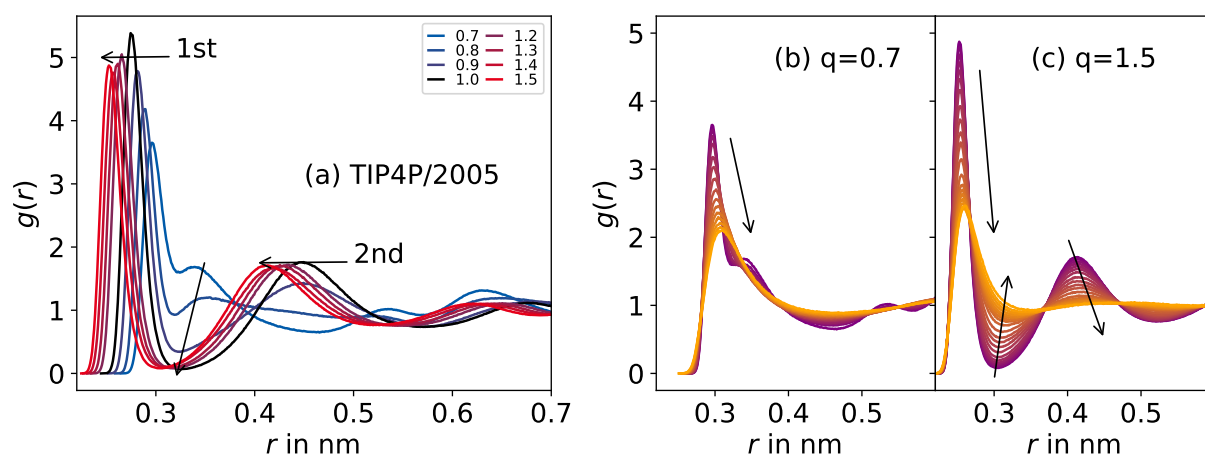 1st
0.7 1.2
0.8 1.3
0.9 1.4
1.0 1.5
(a) TIP4P/2005
2nd
g(r)
5
4
3
2
1
0
0.3 0.4 0.5 0.6 0.7
r in nm
(b) q=0.7
g(r)
5
4
3
2
1
0
0.3 0.4 0.5
r in nm
(c) q=1.5
0.3 0.4 0.5
r in nm